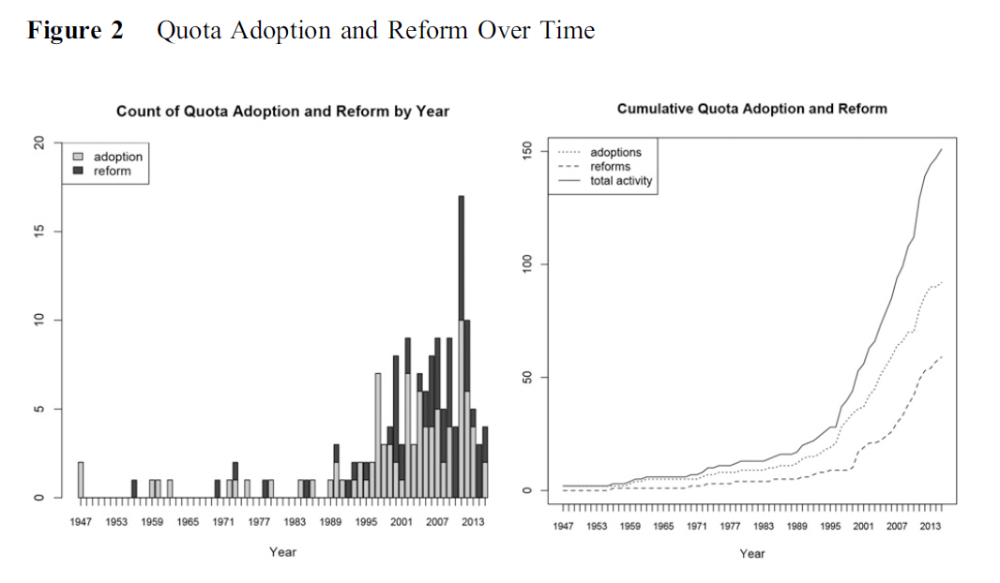 Figure 2 Quota Adoption and Reform Over Time
Count of Quota Adoption and Reform by Year
adoption
reform
20
15
10
5
0
1947 1953 1959 1965 1971 1977 1983 1989 1995 2001 2007 2013
Year
Cumulative Quota Adoption and Reform
adoptions
reforms
total activity
150
100
50
0
1947 1953 1959 1965 1971 1977 1983 1989 1995 2001 2007 2013
Year